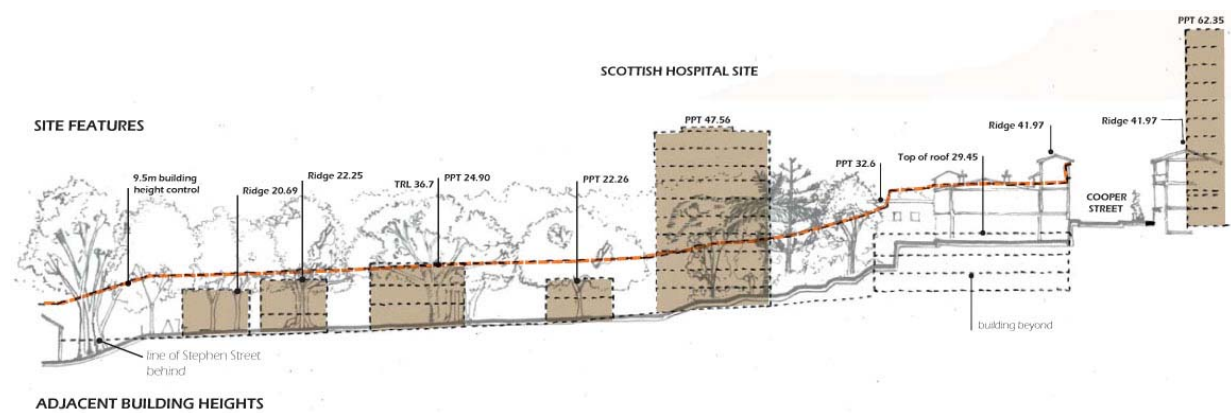 PPT 62.35
SCOTTISH HOSPITAL SITE
SITE FEATURES
PPT 47.56
Ridge 41.97
Ridge 41.97
9.5m building
height control
Ridge 20.69
Ridge 22.25
TRL 36.7
PPT 24.90
PPT 22.26
PPT 32.6
Top of roof 29.45
COOPER
STREET
building beyond
line of Stephen Street
behind
ADJACENT BUILDING HEIGHTS